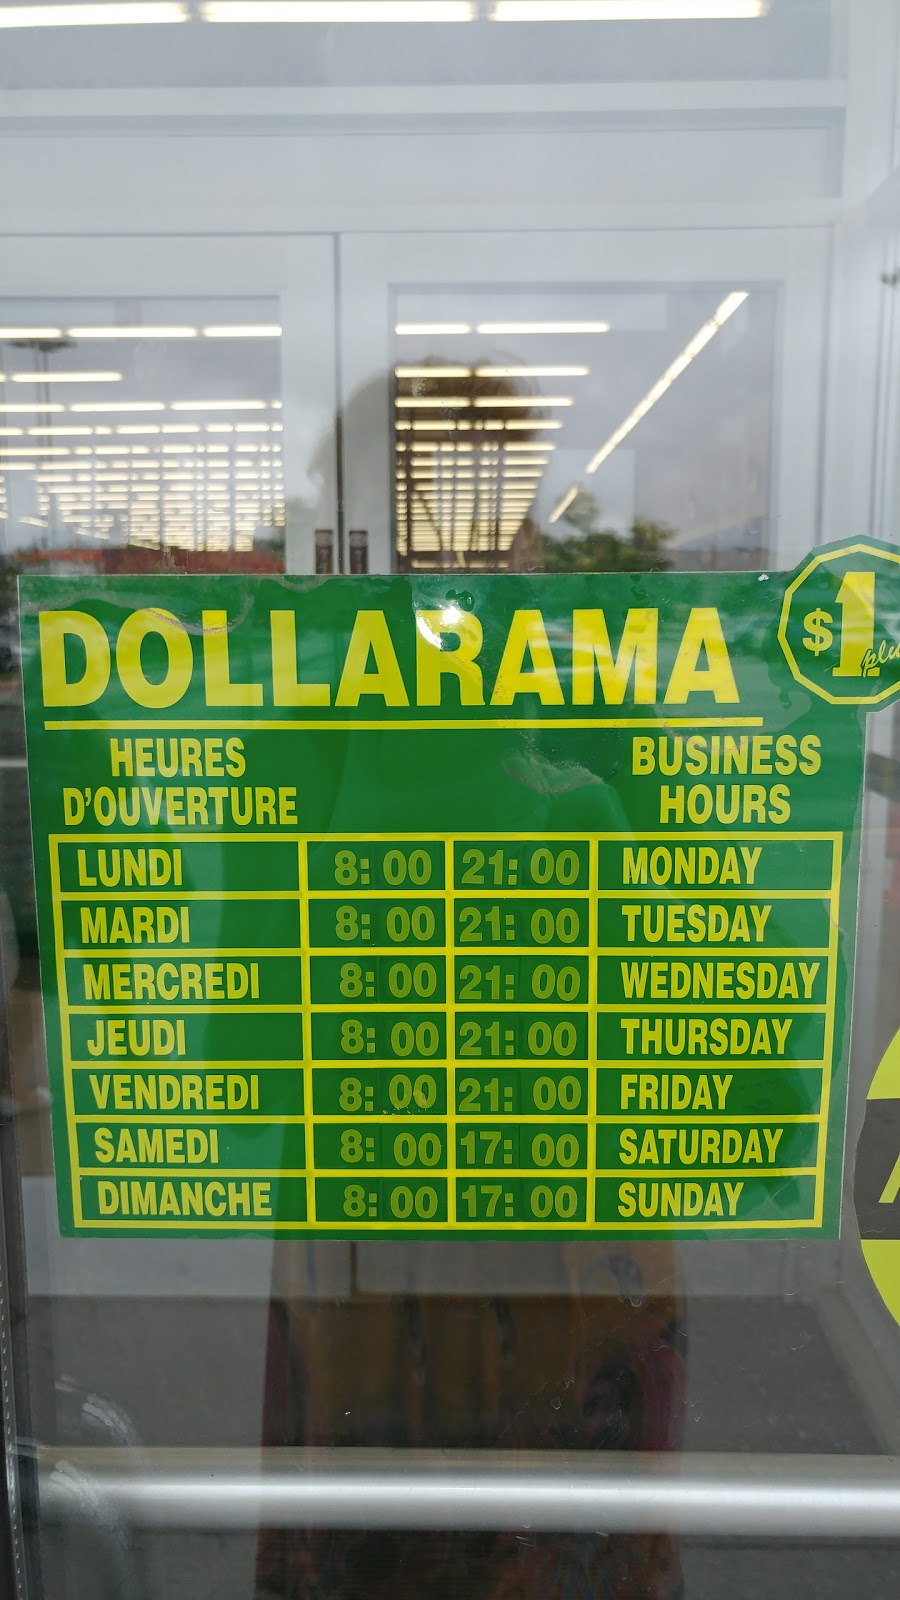 DOLLARAMA
$1 plu
HEURES
D'OUVERTURE
BUSINESS
HOURS
LUNDI 8: 00 21: 00 MONDAY
MARDI 8: 00 21: 00 TUESDAY
MERCREDI 8: 00 21: 00 WEDNESDAY
JEUDI 8: 00 21: 00 THURSDAY
VENDREDI 8: 00 21: 00 FRIDAY
SAMEDI 8: 00 17: 00 SATURDAY
DIMANCHE 8: 00 17: 00 SUNDAY